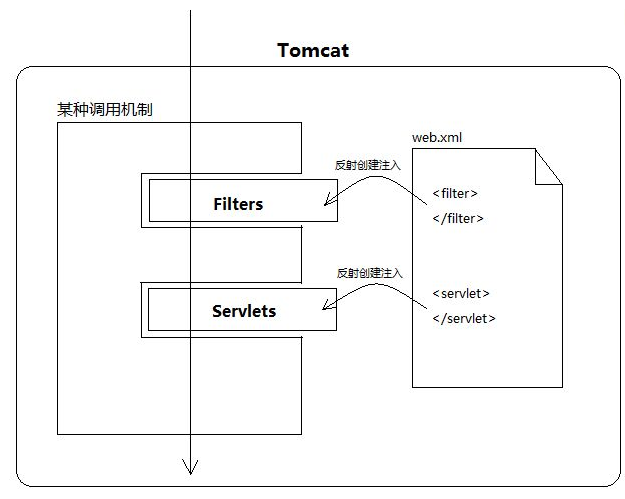 Tomcat
某种调用机制
web.xml
反射创建注入
<filter>
Filters
</filter>
反射创建注入
<servlet>
Servlets
</servlet>